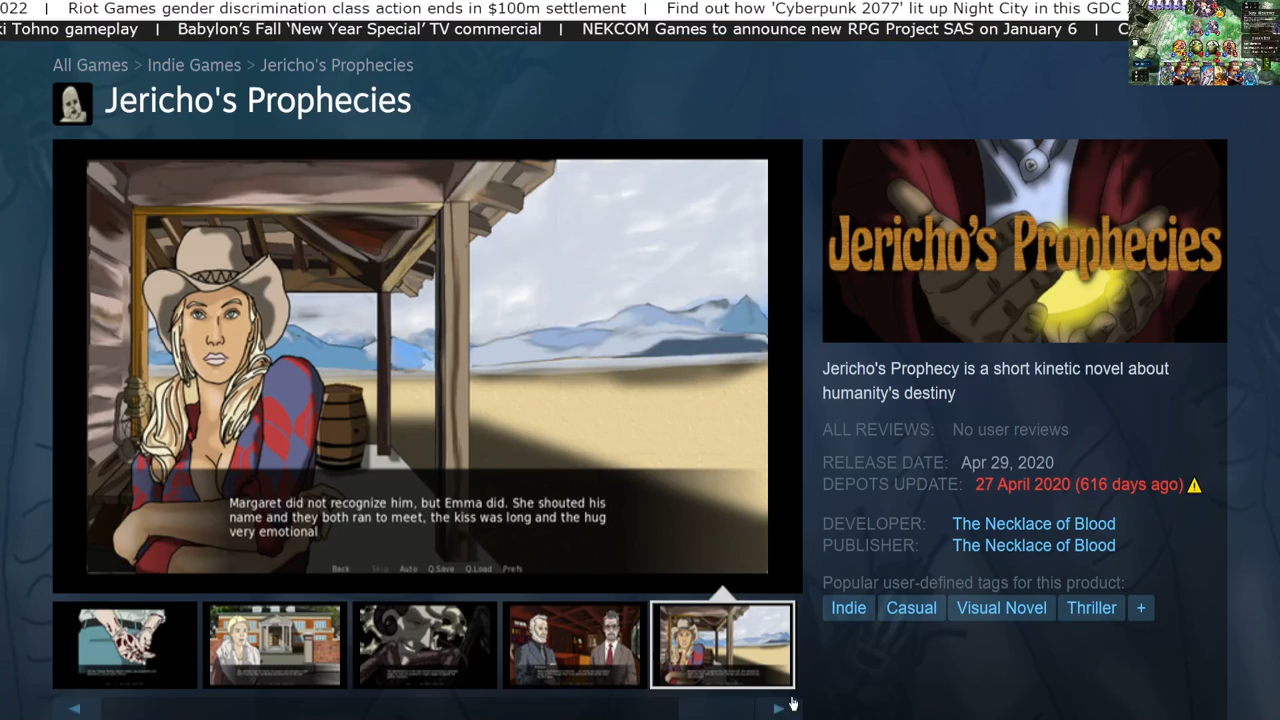 022   |   Riot Games gender discrimination class action ends in $100m settlement   |   Find out how 'Cyberpunk 2077' lit up Night City in this GDC
ki Tohno gameplay   |   Babylon's Fall 'New Year Special' TV commercial   |   NEKCOM Games to announce new RPG Project SAS on January 6   |
All Games > Indie Games > Jericho's Prophecies
Jericho's Prophecies
Margaret did not recognize him, but Emma did. She shouted his
name and they both ran to meet, the kiss was long and the hug
very emotional
Back Skip Auto Q.Save Q.Load Prefs
Jericho's Prophecies
Jericho's Prophecy is a short kinetic novel about
humanity's destiny
ALL REVIEWS: No user reviews
RELEASE DATE: Apr 29, 2020
DEPOTS UPDATE: 27 April 2020 (616 days ago)
DEVELOPER: The Necklace of Blood
PUBLISHER: The Necklace of Blood
Popular user-defined tags for this product:
Indie Casual Visual Novel Thriller +